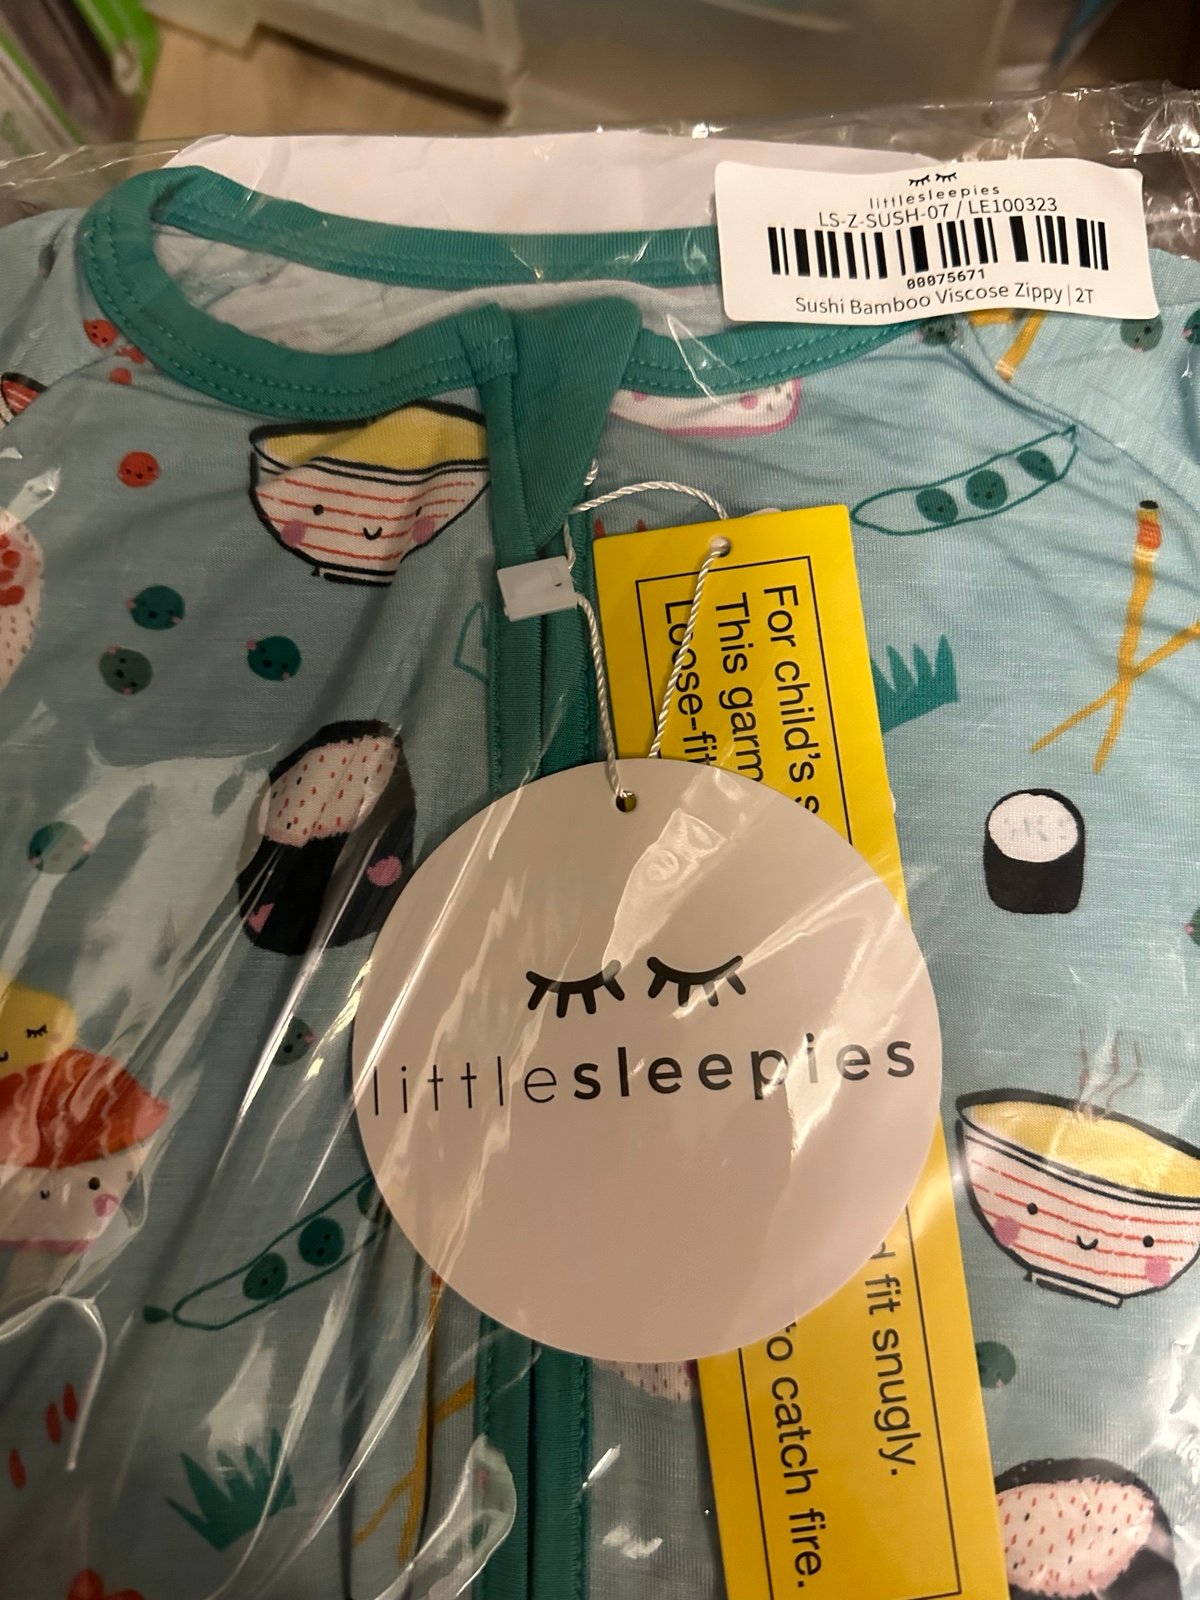 littlesleepies
LS-Z-SUSH-07 / LE100323
00075671
Sushi Bamboo Viscose Zippy | 2T
For child's s
This garm
Loose-fit
d fit snugly.
to catch fire.
littlesleepies